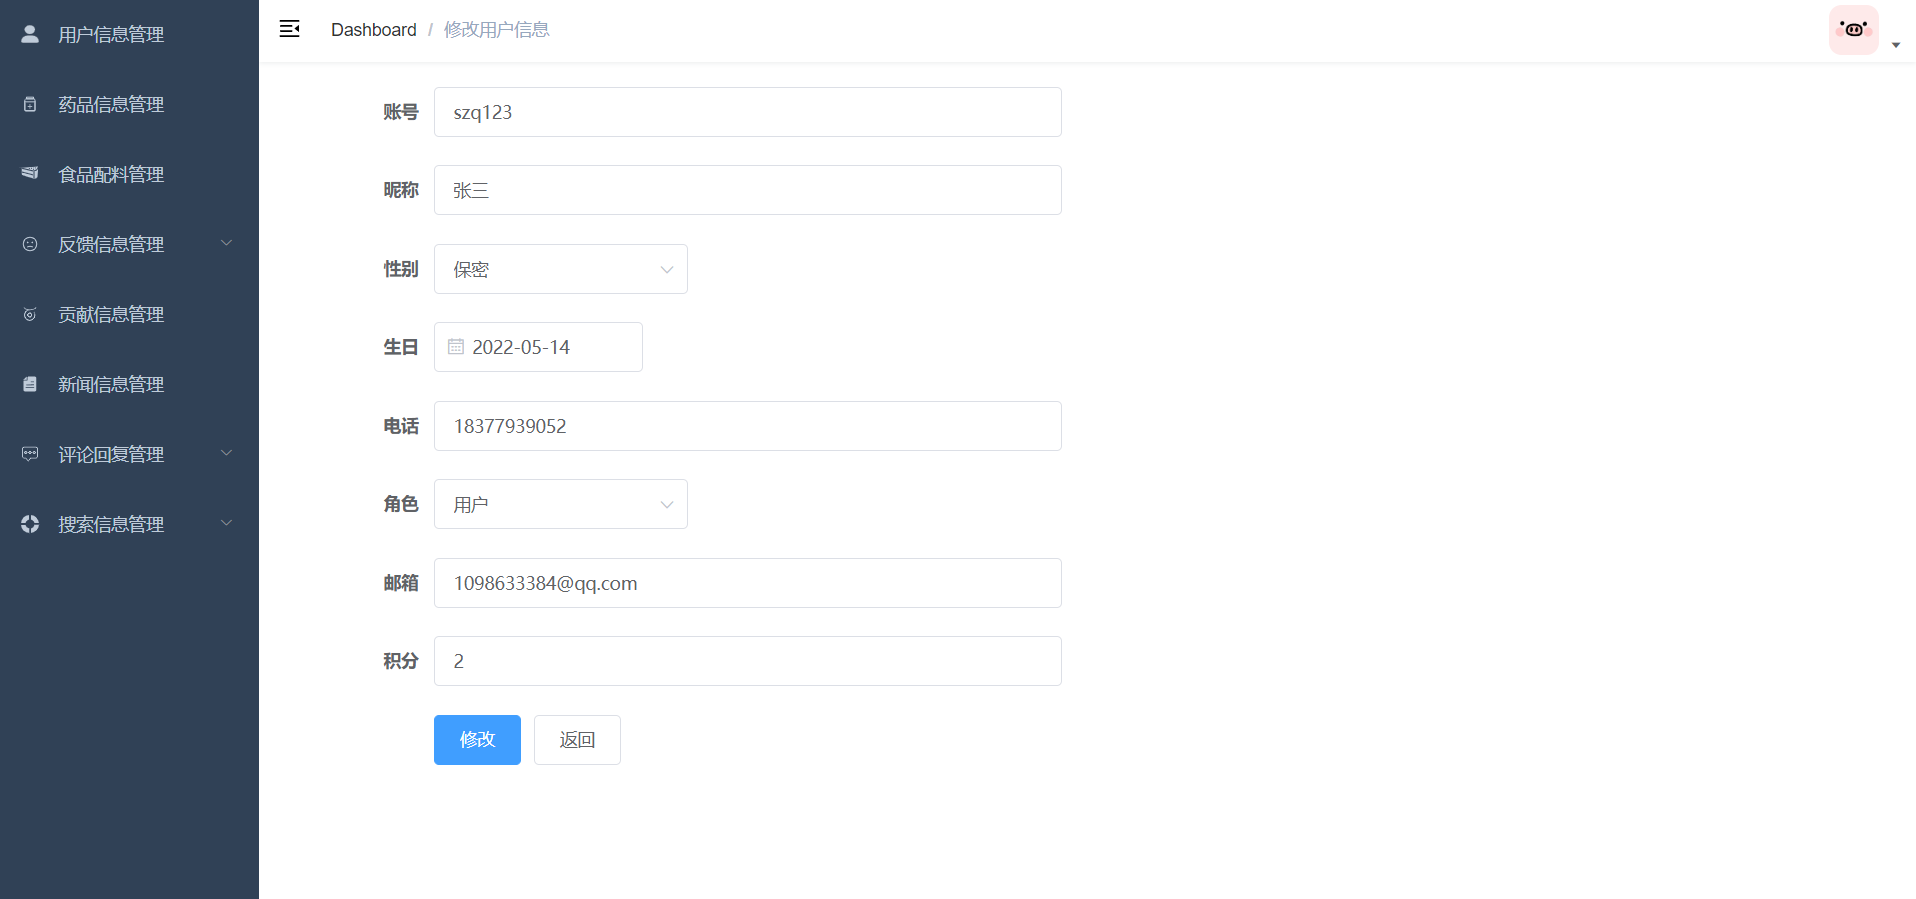 用户信息管理
药品信息管理
食品配料管理
反馈信息管理
贡献信息管理
新闻信息管理
评论回复管理
搜索信息管理
Dashboard / 修改用户信息
账号 szq123
昵称 张三
性别 保密
生日 2022-05-14
电话 18377939052
角色 用户
邮箱 1098633384@qq.com
积分 2
修改 返回